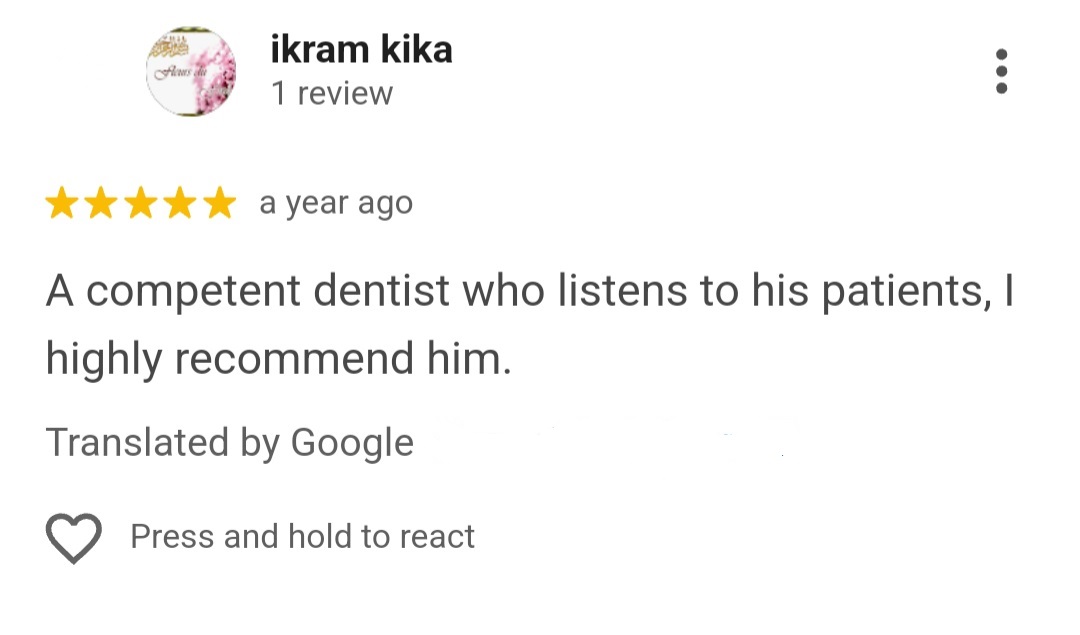 ikram kika
1 review
a year ago
A competent dentist who listens to his patients, I
highly recommend him.
Translated by Google
Press and hold to react